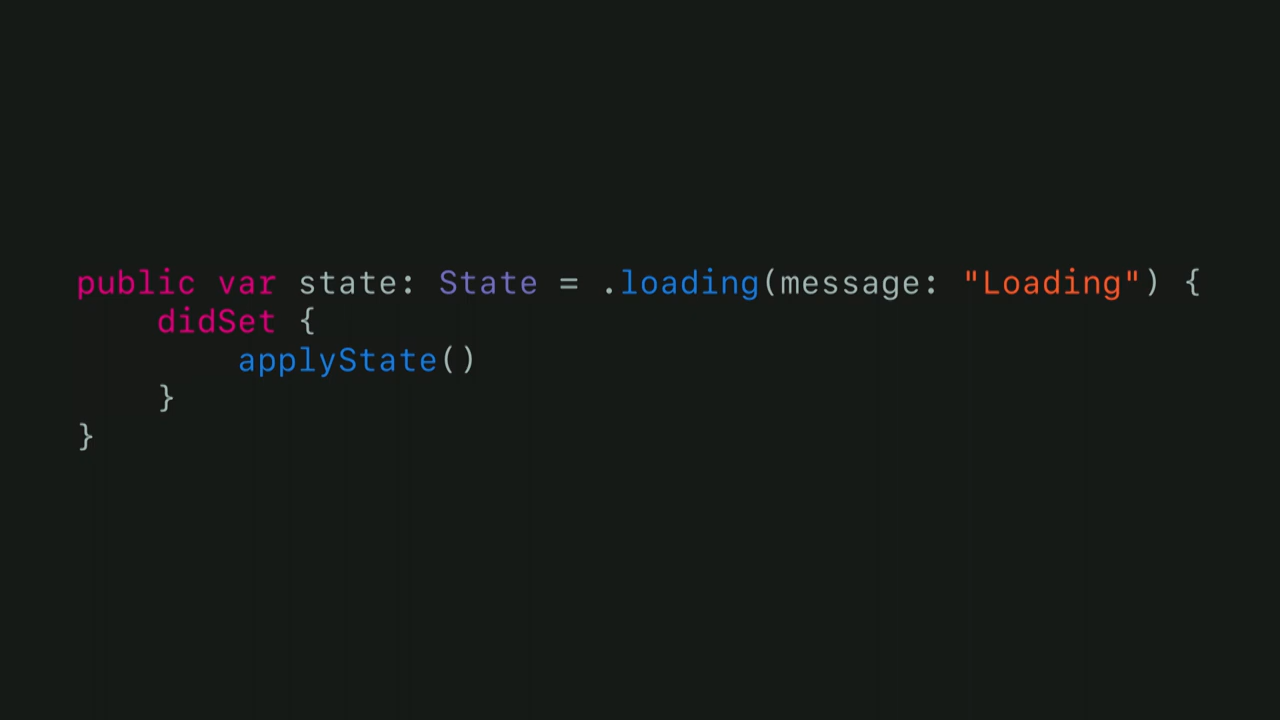 public var state: State = .loading(message: "Loading") {
    didSet {
        applyState()
    }
}